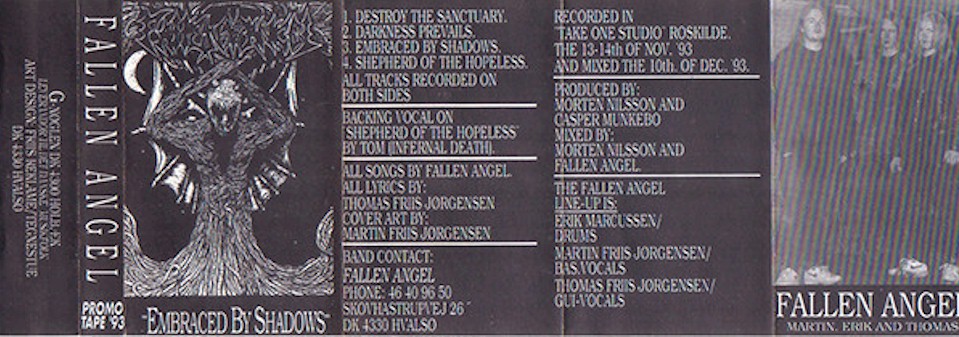 ART DESIGN: FRIIS REKLAME/TEGNESTUE
DK 4330 HVALSO
FALLEN ANGEL
PROMO
TAPE '93
"EMBRACED BY SHADOWS"
1. DESTROY THE SANCTUARY.
2. DARKNESS PREVAILS.
3. EMBRACED BY SHADOWS.
4. SHEPHERD OF THE HOPELESS.
ALL TRACKS RECORDED ON
BOTH SIDES
BACKING VOCAL ON
"SHEPHERD OF THE HOPELESS"
BY TOM (INFERNAL DEATH).
ALL SONGS BY FALLEN ANGEL.
ALL LYRICS BY:
THOMAS FRIIS JØRGENSEN
COVER ART BY:
MARTIN FRIIS JØRGENSEN
BAND CONTACT:
FALLEN ANGEL
PHONE: 46 40 96 50
SKOVHASTRUPVEJ 26
DK 4330 HVALSO
RECORDED IN
"TAKE ONE STUDIO" ROSKILDE.
THE 13-14th OF NOV. '93
AND MIXED THE 10th. OF DEC. '93.
PRODUCED BY:
MORTEN NILSSON AND
CASPER MUNKEBO
MIXED BY:
MORTEN NILSSON AND
FALLEN ANGEL.
THE FALLEN ANGEL
LINE-UP IS:
ERIK MARCUSSEN/
DRUMS
MARTIN FRIIS JØRGENSEN/
BAS.VOCALS
THOMAS FRIIS JØRGENSEN/
GUI-VOCALS
FALLEN ANGEL
MARTIN, ERIK AND THOMAS